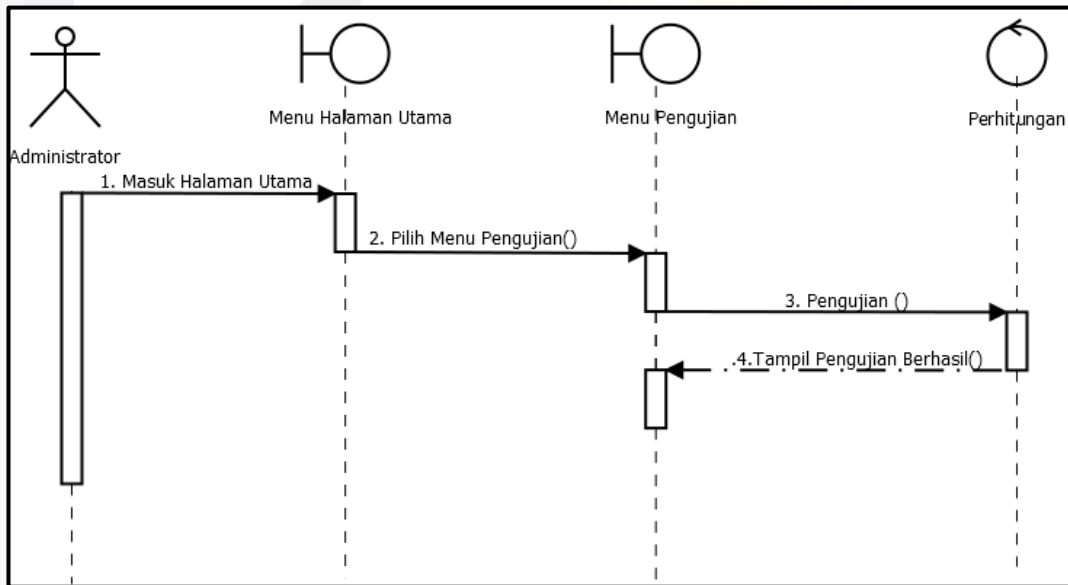 Menu Halaman Utama
Menu Pengujian
Perhitungan
Administrator
1. Masuk Halaman Utama
2. Pilih Menu Pengujian()
3. Pengujian ()
.4.Tampil Pengujian Berhasil()